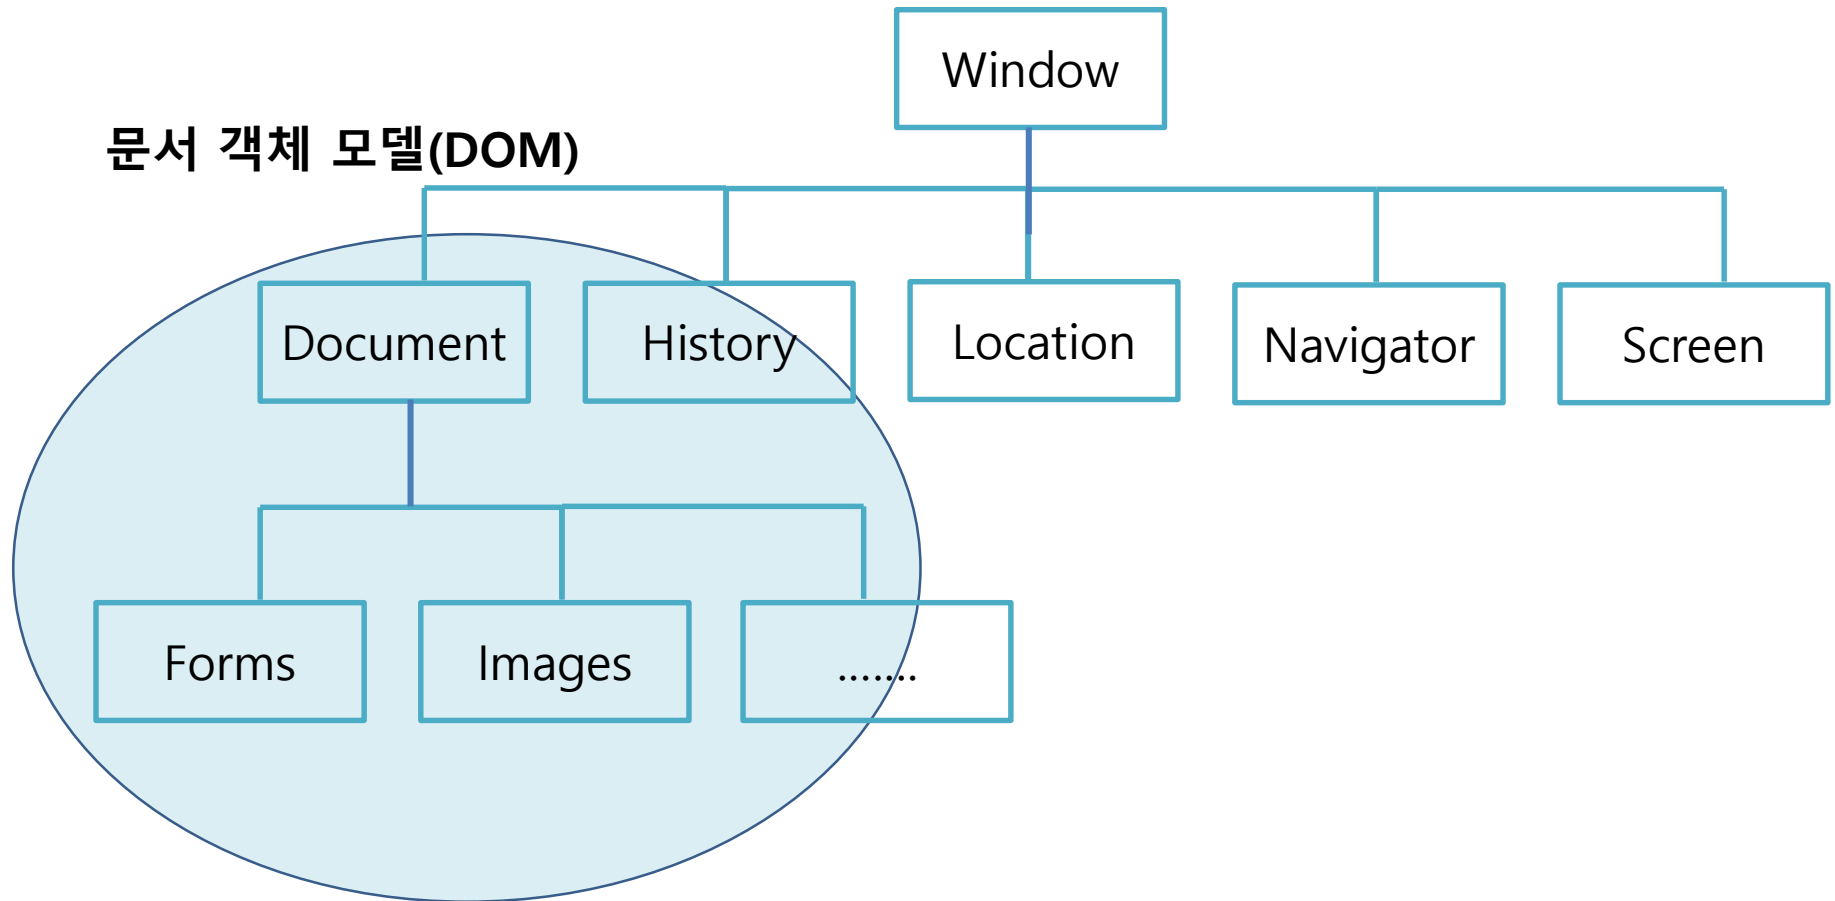 Window
문서 객체 모델(DOM)
Document
History
Location
Navigator
Screen
Forms
Images
.......